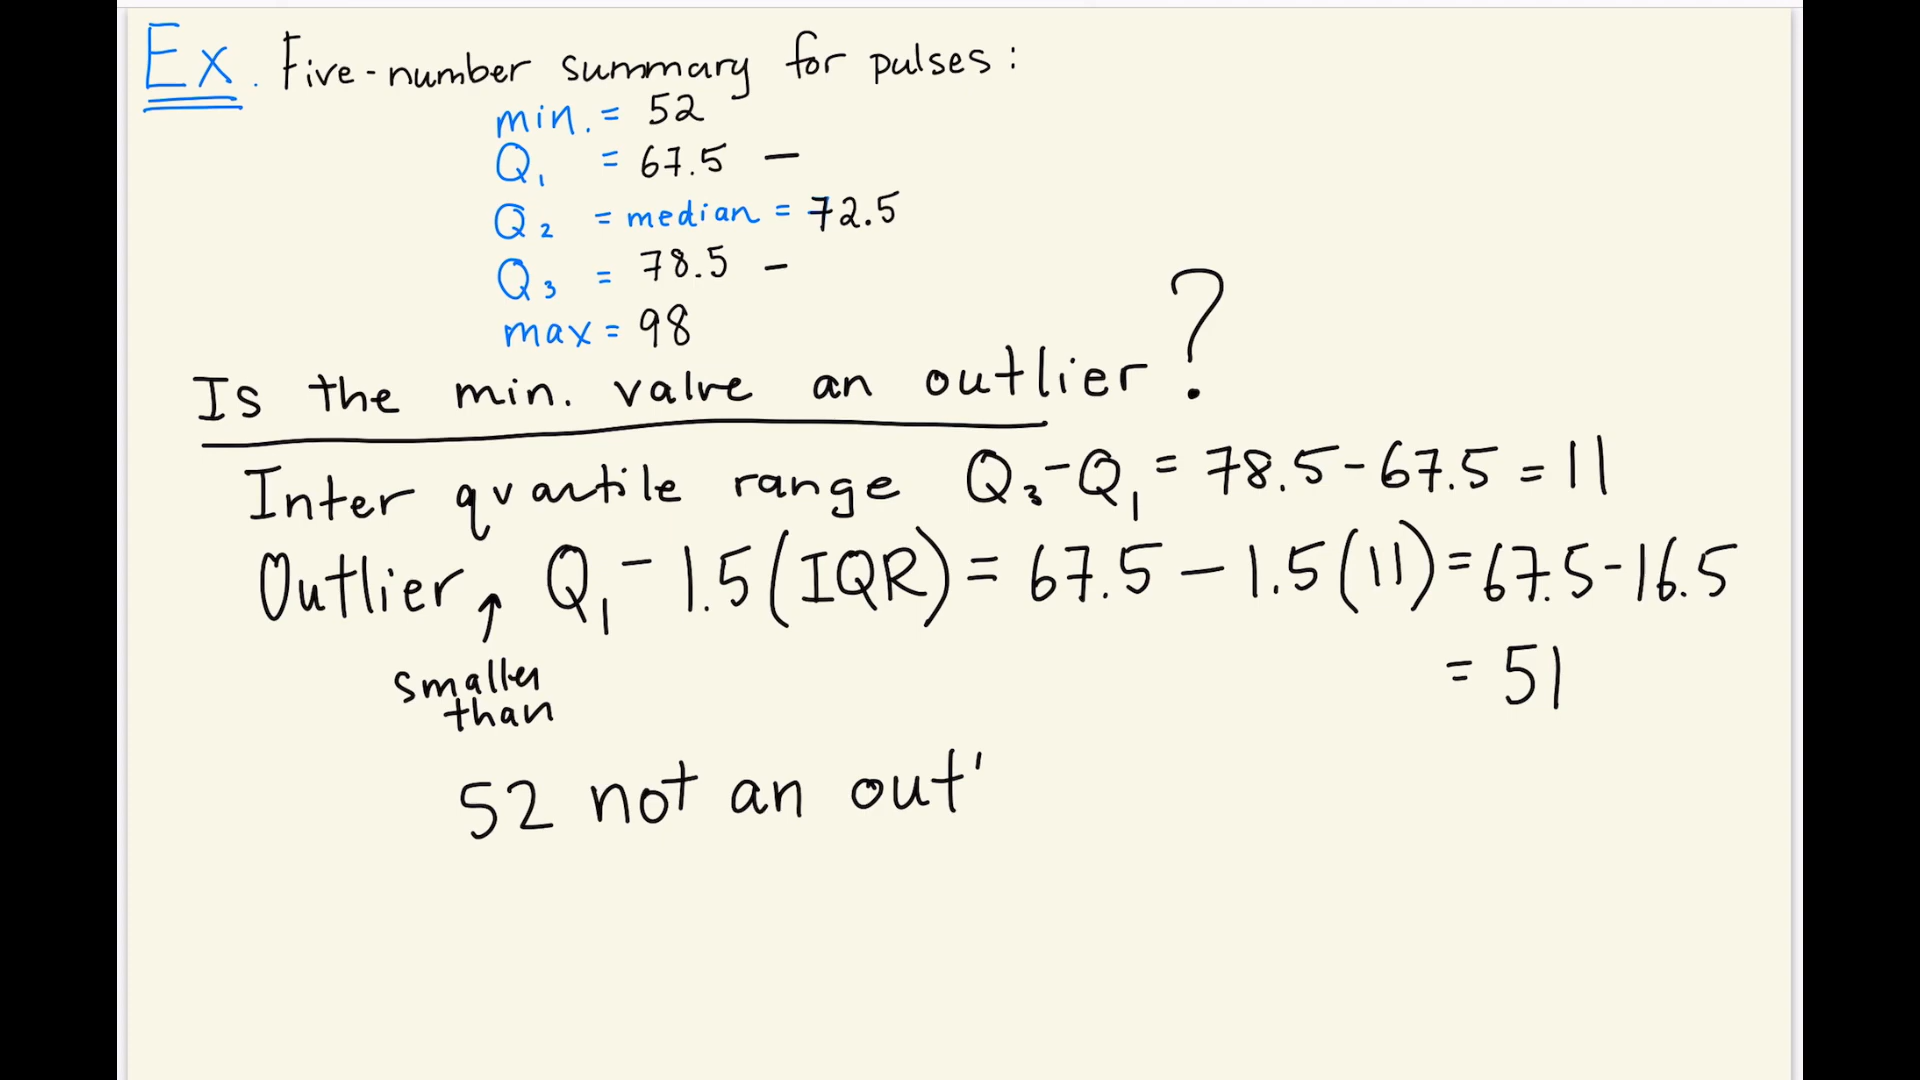 Ex. Five-number summary for pulses:
min. = 52
Q1 = 67.5 –
Q2 = median = 72.5
Q3 = 78.5 –
max = 98
Is the min. value an outlier?
Inter quartile range Q3-Q1 = 78.5-67.5 = 11
Outlier Q1 - 1.5(IQR) = 67.5 - 1.5(11) = 67.5-16.5
↑
smaller
than
= 51
52 not an out'